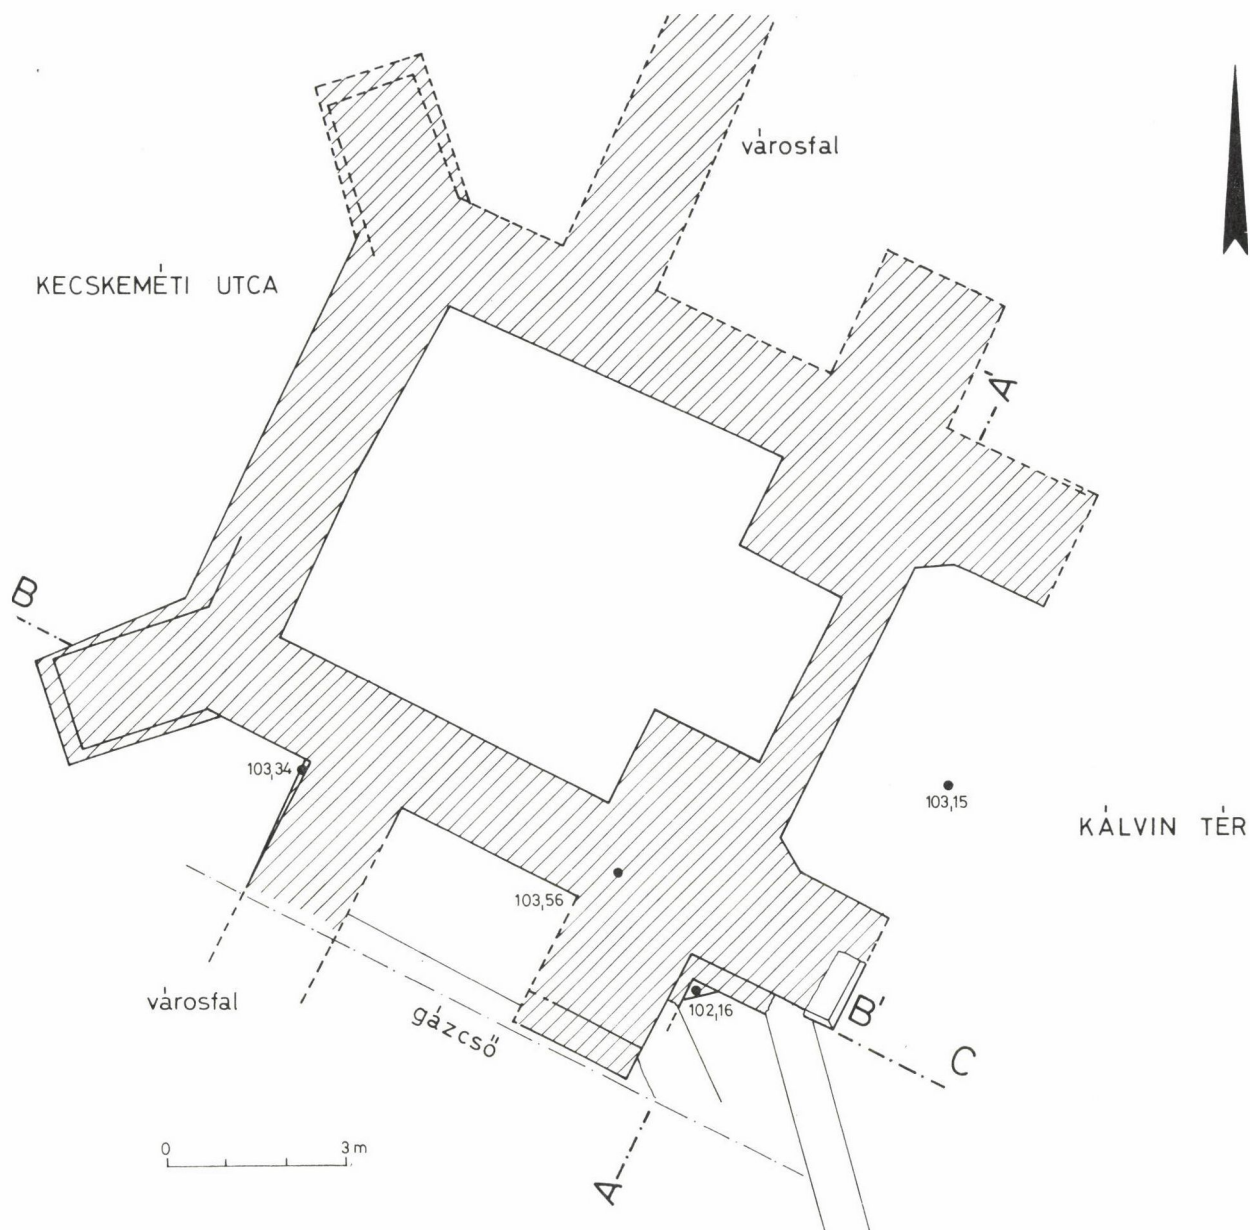 városfal
KECSKEMÉTI UTCA
A'
B
103,34
103,15
KÁLVIN TÉR
103,56
városfal
gázcső
102,16
B'
C
0 3 m
A